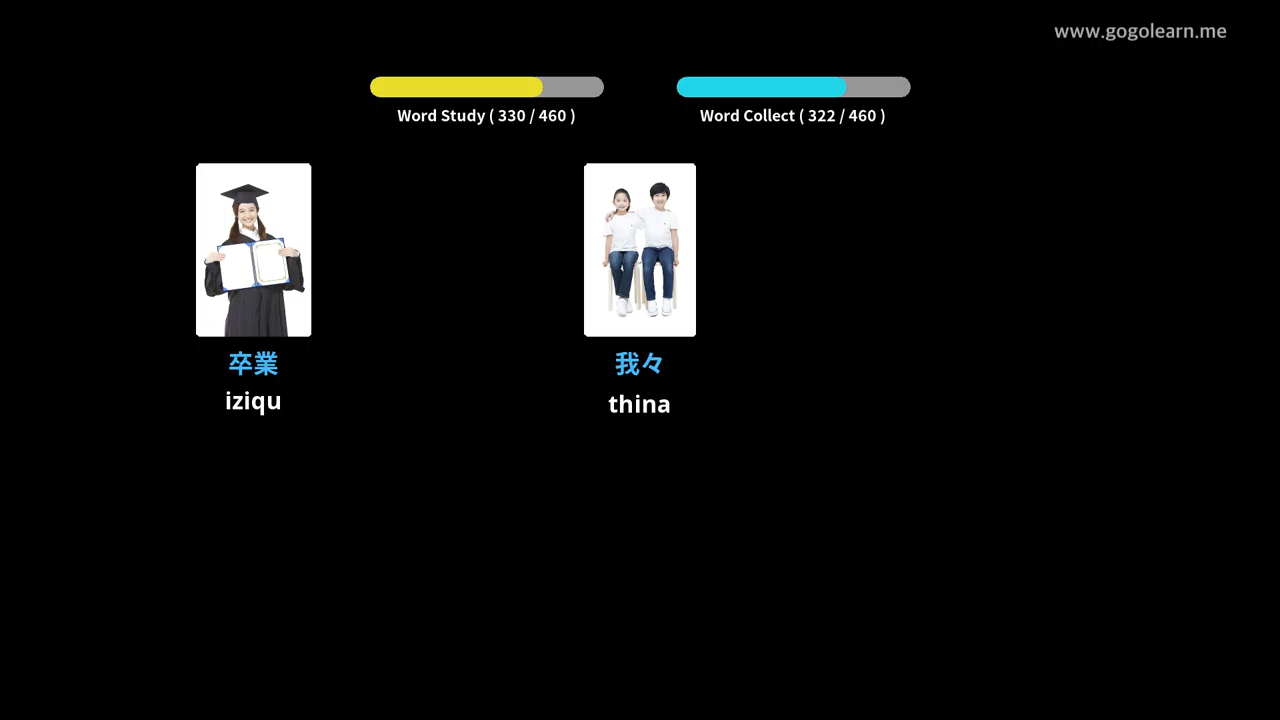 www.gogolearn.me
Word Study ( 330 / 460 )
Word Collect ( 322 / 460 )
卒業
iziqu
我々
thina